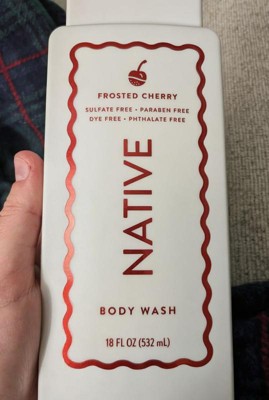 FROSTED CHERRY
SULFATE FREE • PARABEN FREE
DYE FREE • PHTHALATE FREE
NATIVE
BODY WASH
18 FL OZ (532 mL)